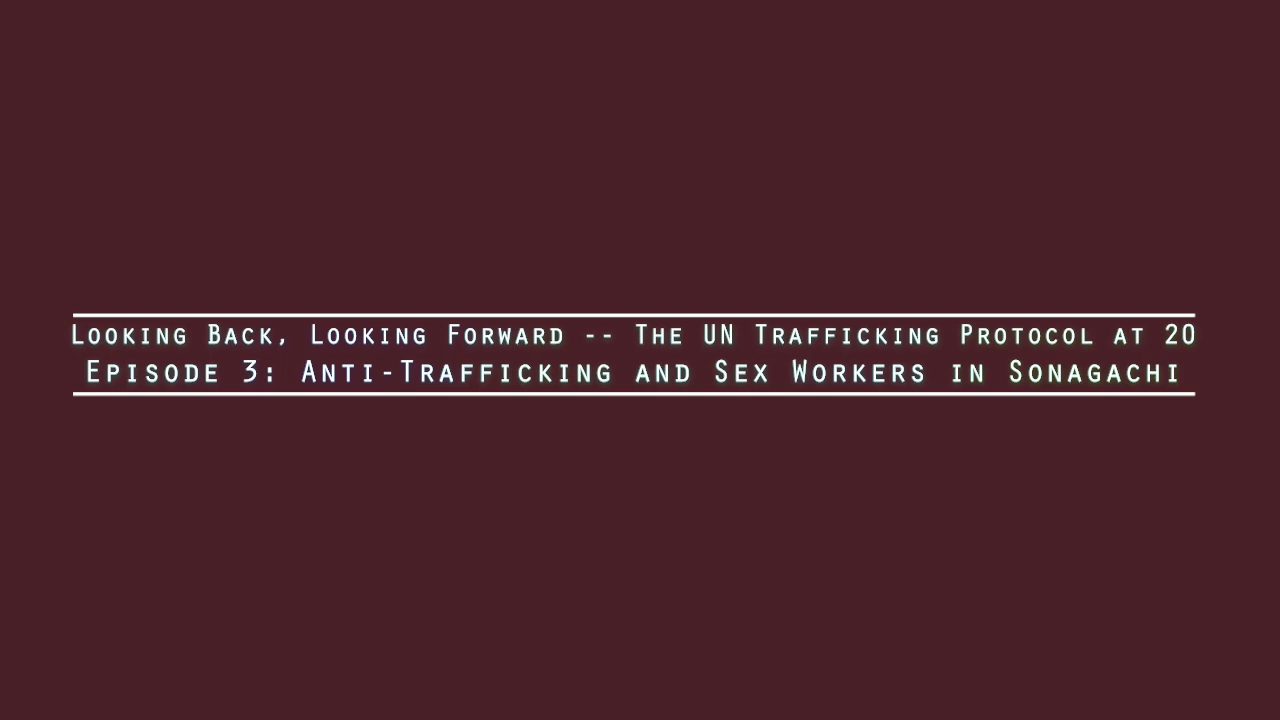 Looking Back, Looking Forward -- The UN Trafficking Protocol at 20
Episode 3: Anti-Trafficking and Sex Workers in Sonagachi